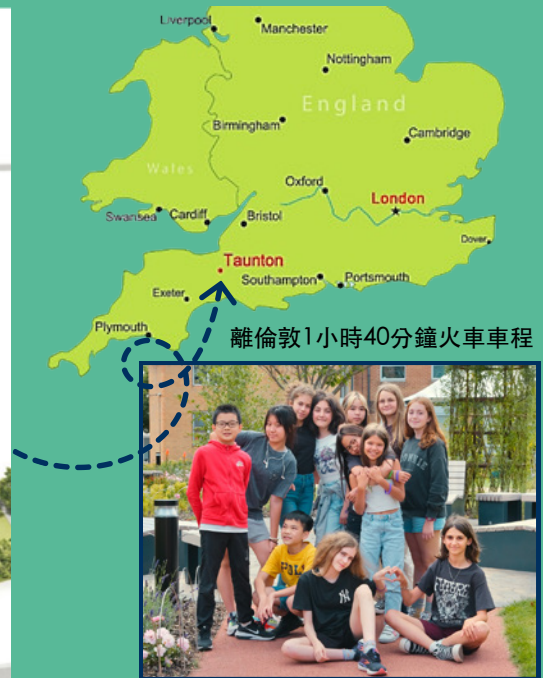 Liverpool
Manchester
Nottingham
England
Birmingham
Cambridge
Wales
Oxford
London
Swansea
Cardiff
Bristol
Dover
Taunton
Southampton
Portsmouth
Exeter
Plymouth
離倫敦1小時40分鐘火車車程